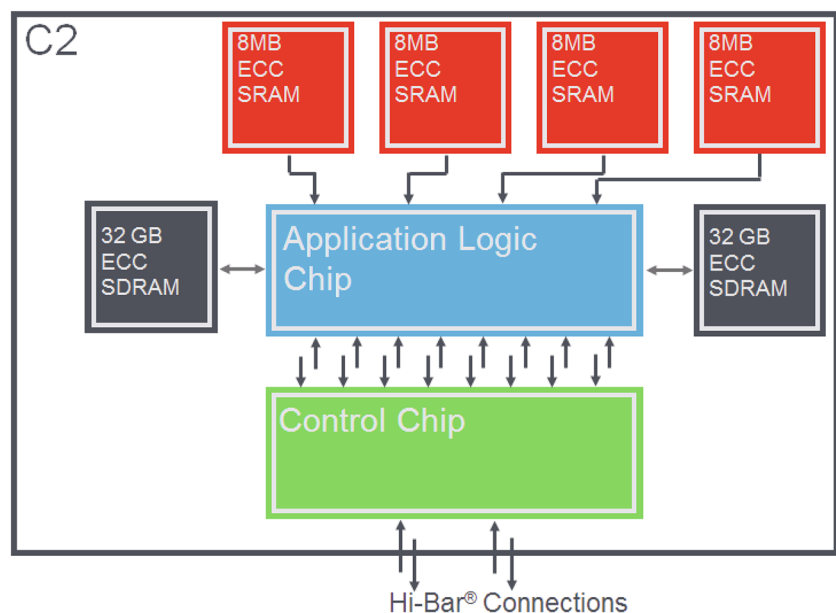 C2
8MB
ECC
SRAM
8MB
ECC
SRAM
8MB
ECC
SRAM
8MB
ECC
SRAM
32 GB
ECC
SDRAM
Application Logic
Chip
32 GB
ECC
SDRAM
Control Chip
Hi-Bar® Connections